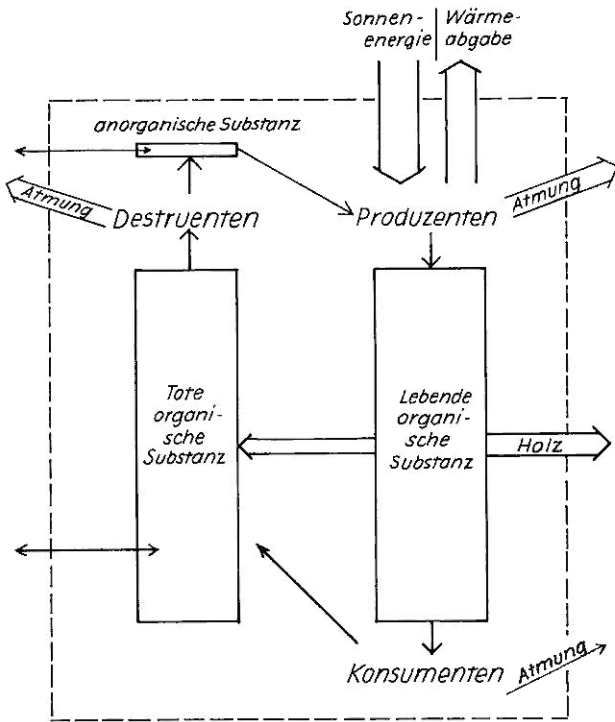 Sonnen-
energie
Wärme-
abgabe
anorganische Substanz
Atmung
Destruenten
Produzenten
Atmung
Tote
organi-
sche
Substanz
Lebende
organi-
sche
Substanz
Holz
Konsumenten
Atmung